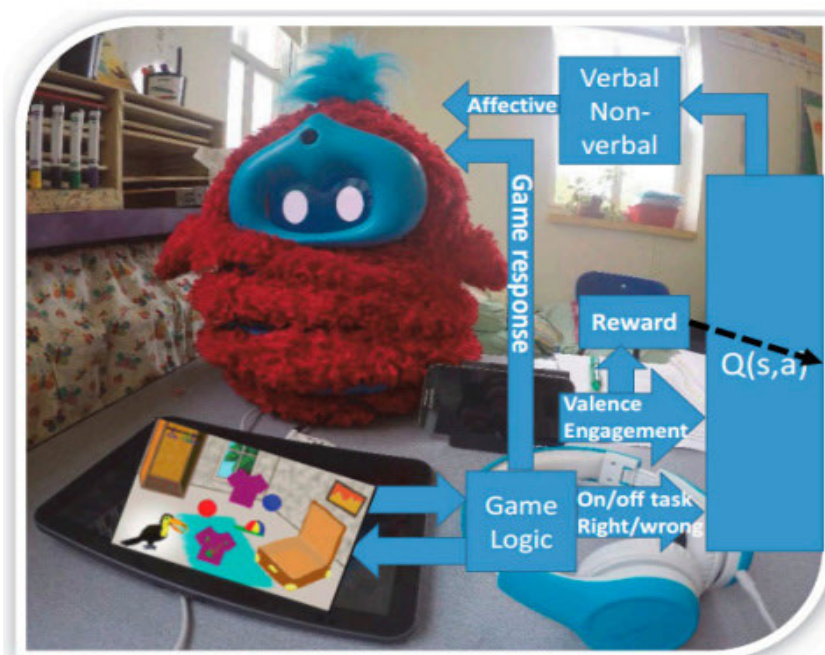 Affective
Verbal
Non-
verbal
Game response
Reward
Q(s,a)
Valence
Engagement
Game
Logic
On/off task
Right/wrong